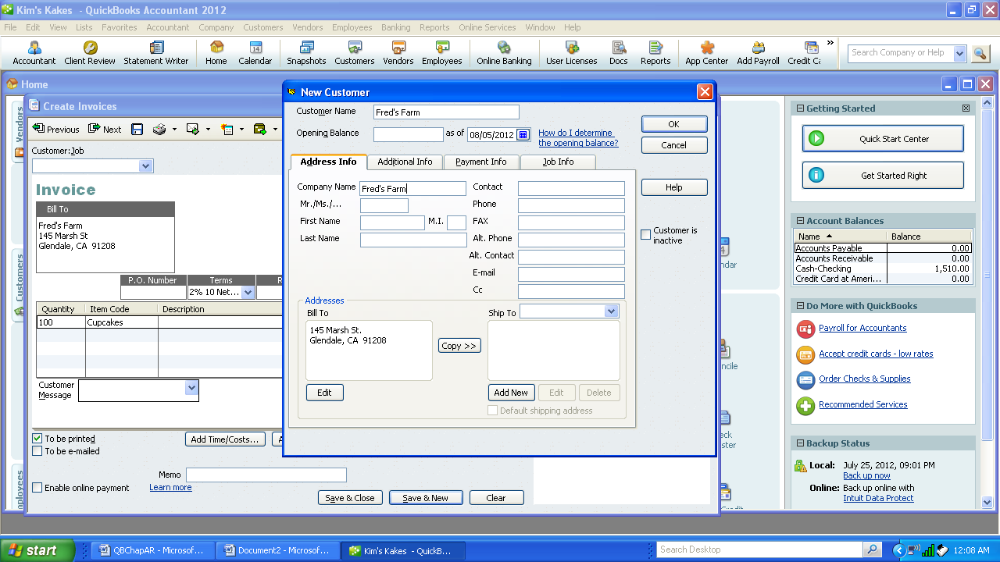 Kim's Kakes - QuickBooks Accountant 2012
File Edit View Lists Favorites Accountant Company Customers Vendors Employees Banking Reports Online Services Window Help
Accountant Client Review Statement Writer Home Calendar Snapshots Customers Vendors Employees Online Banking User Licenses Docs Reports App Center Add Payroll Credit Ca
Search Company or Help
Home
Vendors
Customers
ployees
Create Invoices
Previous Next
Customer:Job
Invoice
Bill To
Fred's Farm
145 Marsh St
Glendale, CA 91208
P.O. Number Terms R
2% 10 Net...
Quantity Item Code Description
100 Cupcakes
Customer
Message
To be printed
To be e-mailed
Add Time/Costs... A
Memo
Enable online payment Learn more
Save & Close Save & New Clear
New Customer
Customer Name Fred's Farm
Opening Balance as of 08/05/2012 How do I determine
the opening balance?
OK
Cancel
Help
Customer is
inactive
Address Info Additional Info Payment Info Job Info
Company Name Fred's Farm Contact
Mr./Ms./... Phone
First Name M.I. FAX
Last Name Alt. Phone
Alt. Contact
E-mail
Cc
Addresses
Bill To Ship To
145 Marsh St.
Glendale, CA 91208
Copy >>
Edit Add New Edit Delete
Default shipping address
dar
ncile
eck
ster
Credit
Getting Started
Quick Start Center
Get Started Right
Account Balances
Name Balance
Accounts Payable 0.00
Accounts Receivable 0.00
Cash-Checking 1,510.00
Credit Card at Ameri... 0.00
Do More with QuickBooks
Payroll for Accountants
Accept credit cards - low rates
Order Checks & Supplies
Recommended Services
Backup Status
Local: July 25, 2012, 09:01 PM
Back up now
Online: Back up online with
Intuit Data Protect
start QBChapAR - Microsof... Document2 - Microsof... Kim's Kakes - QuickB... Search Desktop 12:08 AM